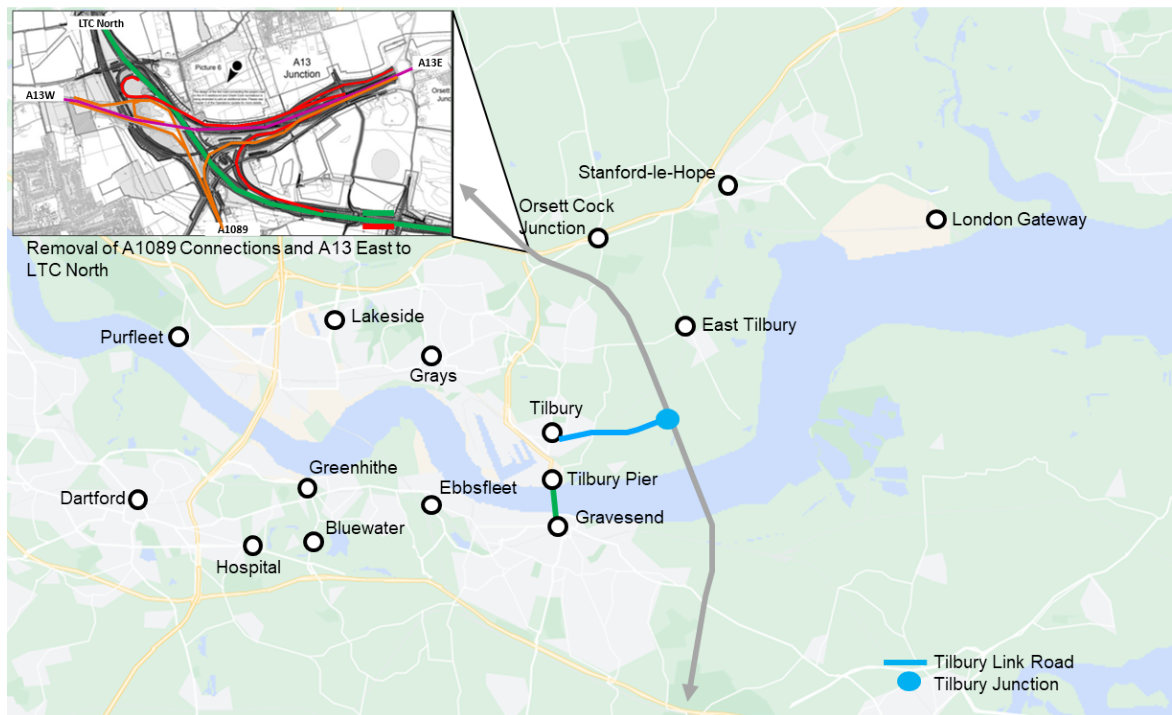 LTC North
Picture 6
A13
Junction
A13E
Orsett
A13W
A1089
Removal of A1089 Connections and A13 East to
LTC North
Stanford-le-Hope
Orsett Cock
Junction
London Gateway
Lakeside
East Tilbury
Purfleet
Grays
Tilbury
Greenhithe
Ebbsfleet
Tilbury Pier
Dartford
Bluewater
Gravesend
Hospital
Tilbury Link Road
Tilbury Junction